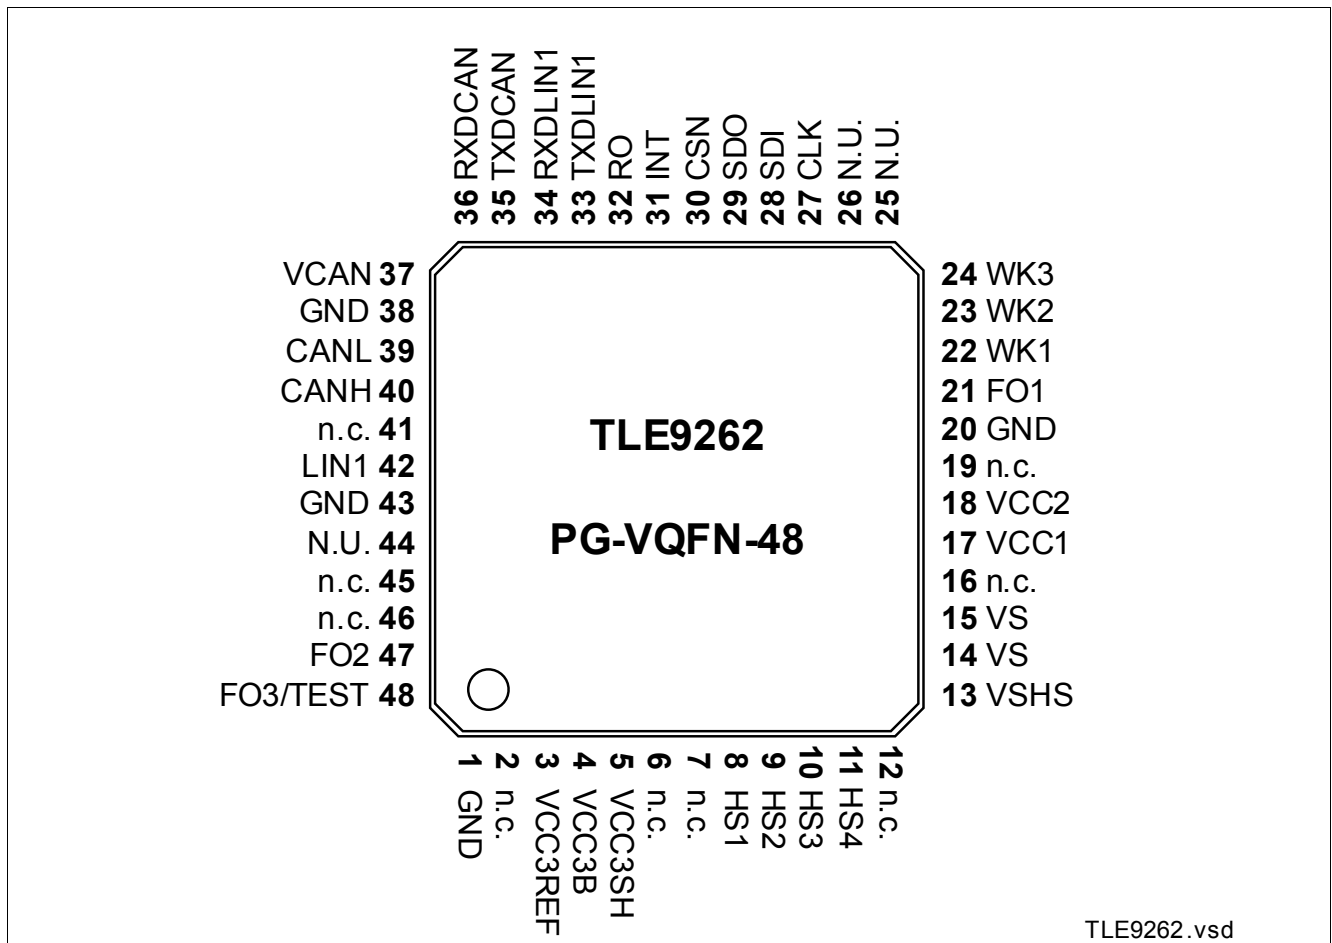 36 RXDCAN
35 TXDCAN
34 RXDLIN1
33 TXDLIN1
32 RO
31 INT
30 CSN
29 SDO
28 SDI
27 CLK
26 N.U.
25 N.U.
VCAN 37
GND 38
CANL 39
CANH 40
n.c. 41
LIN1 42
GND 43
N.U. 44
n.c. 45
n.c. 46
FO2 47
FO3/TEST 48
TLE9262
PG-VQFN-48
24 WK3
23 WK2
22 WK1
21 FO1
20 GND
19 n.c.
18 VCC2
17 VCC1
16 n.c.
15 VS
14 VS
13 VSHS
1 GND
2 n.c.
3 VCC3REF
4 VCC3B
5 VCC3SH
6 n.c.
7 n.c.
8 HS1
9 HS2
10 HS3
11 HS4
12 n.c.
TLE9262.vsd